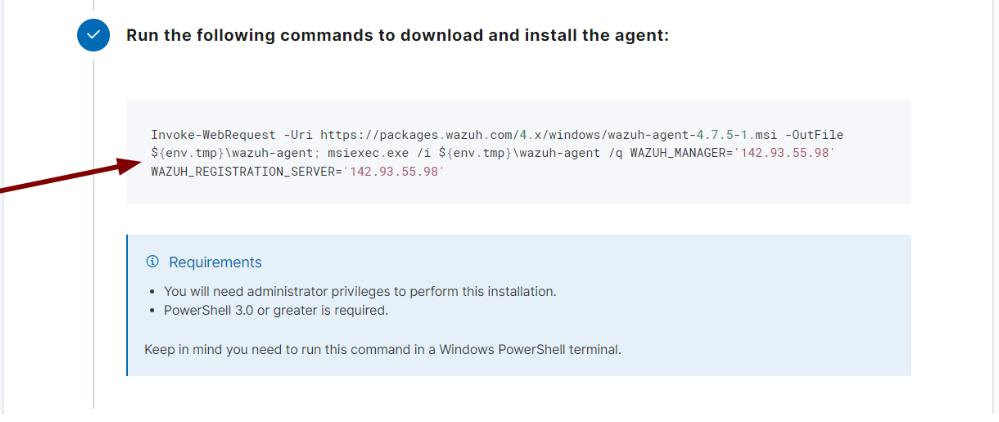 Run the following commands to download and install the agent:
Invoke-WebRequest -Uri https://packages.wazuh.com/4.x/windows/wazuh-agent-4.7.5-1.msi -OutFile
${env.tmp}\wazuh-agent; msiexec.exe /i ${env.tmp}\wazuh-agent /q WAZUH_MANAGER='142.93.55.98'
WAZUH_REGISTRATION_SERVER='142.93.55.98'
Requirements
• You will need administrator privileges to perform this installation.
• PowerShell 3.0 or greater is required.
Keep in mind you need to run this command in a Windows PowerShell terminal.